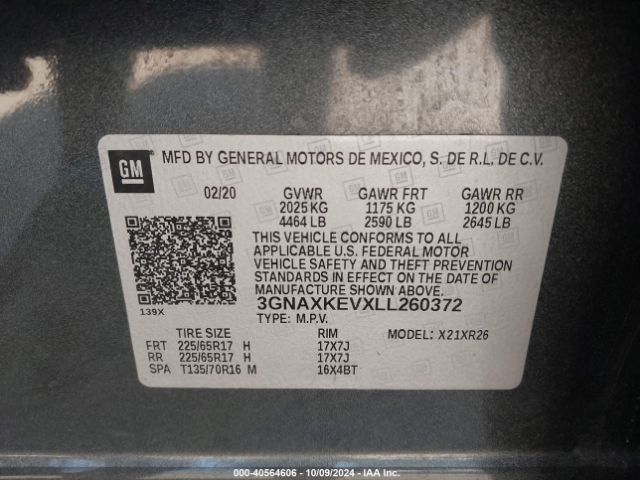 GM
MFD BY GENERAL MOTORS DE MEXICO, S. DE R.L. DE C.V.
02/20 GVWR GAWR FRT GAWR RR
2025 KG 1175 KG 1200 KG
4464 LB 2590 LB 2645 LB
THIS VEHICLE CONFORMS TO ALL
APPLICABLE U.S. FEDERAL MOTOR
VEHICLE SAFETY AND THEFT PREVENTION
STANDARDS IN EFFECT ON THE DATE OF
MANUFACTURE SHOWN ABOVE.
3GNAXKEVXLL260372
139X
TYPE: M.P.V.
TIRE SIZE RIM MODEL: X21XR26
FRT 225/65R17 H 17X7J
RR 225/65R17 H 17X7J
SPA T135/70R16 M 16X4BT
© - 40564606 - 10/09/2024 - IAA Inc.